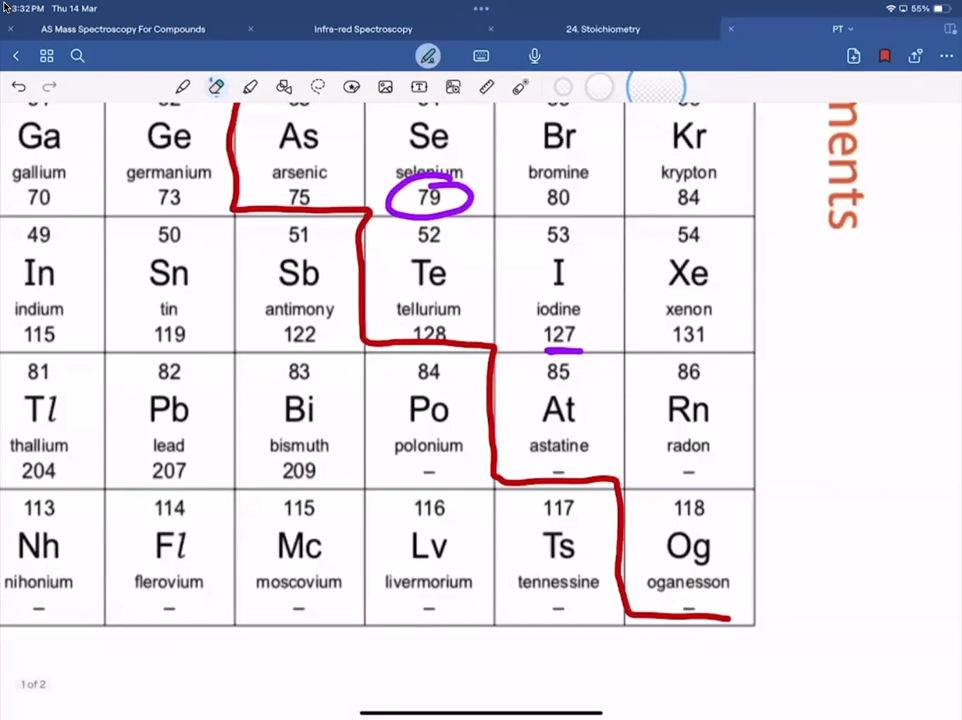 3:32 PM Thu 14 Mar
55%
AS Mass Spectroscopy For Compounds
Infra-red Spectroscopy
24. Stoichiometry
PT
Ga Ge As Se Br Kr
gallium germanium arsenic selenium bromine krypton
70 73 75 79 80 84
ments
49 50 51 52 53 54
In Sn Sb Te I Xe
indium tin antimony tellurium iodine xenon
115 119 122 128 127 131
81 82 83 84 85 86
Tl Pb Bi Po At Rn
thallium lead bismuth polonium astatine radon
204 207 209 – – –
113 114 115 116 117 118
Nh Fl Mc Lv Ts Og
nihonium flerovium moscovium livermorium tennessine oganesson
– – – – – –
1 of 2